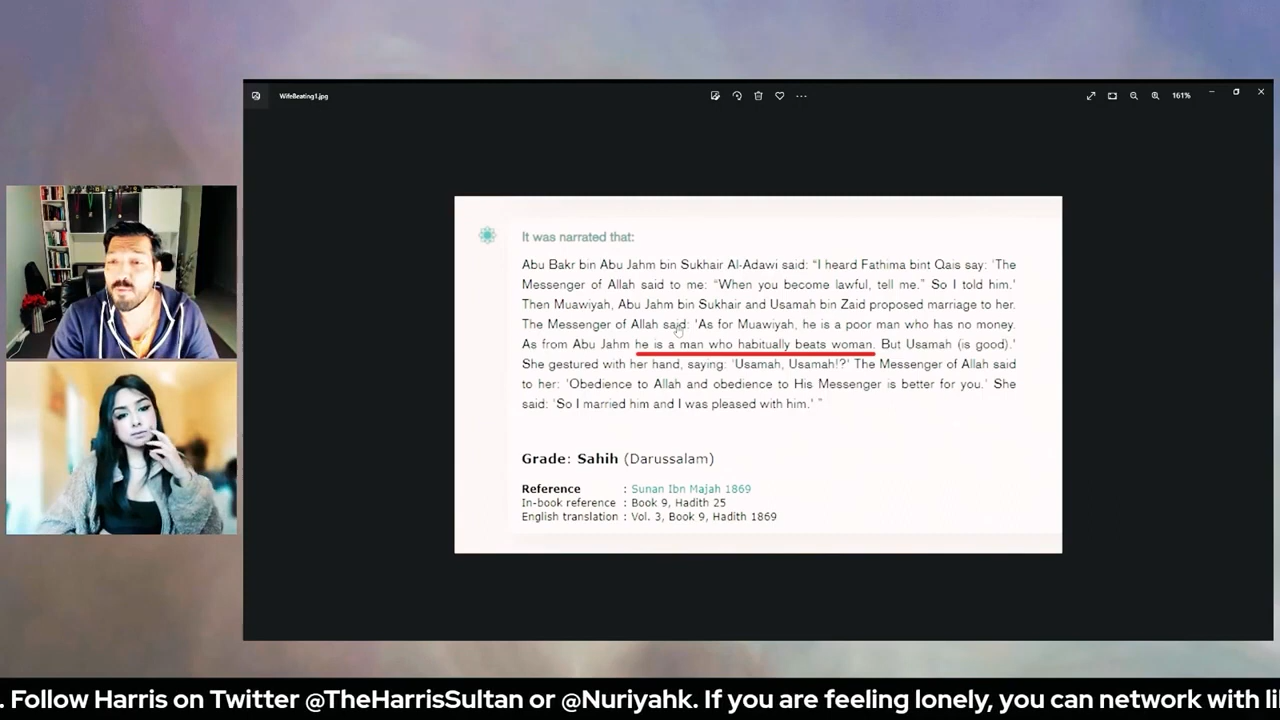 WifeBeating1.jpg
161%
It was narrated that:
Abu Bakr bin Abu Jahm bin Sukhair Al-Adawi said: "I heard Fathima bint Qais say: 'The
Messenger of Allah said to me: "When you become lawful, tell me." So I told him.'
Then Muawiyah, Abu Jahm bin Sukhair and Usamah bin Zaid proposed marriage to her.
The Messenger of Allah said: 'As for Muawiyah, he is a poor man who has no money.
As from Abu Jahm he is a man who habitually beats woman. But Usamah (is good).'
She gestured with her hand, saying: 'Usamah, Usamah!?' The Messenger of Allah said
to her: 'Obedience to Allah and obedience to His Messenger is better for you.' She
said: 'So I married him and I was pleased with him.' "
Grade: Sahih (Darussalam)
Reference : Sunan Ibn Majah 1869
In-book reference : Book 9, Hadith 25
English translation : Vol. 3, Book 9, Hadith 1869
. Follow Harris on Twitter @TheHarrisSultan or @Nuriyahk. If you are feeling lonely, you can network with li